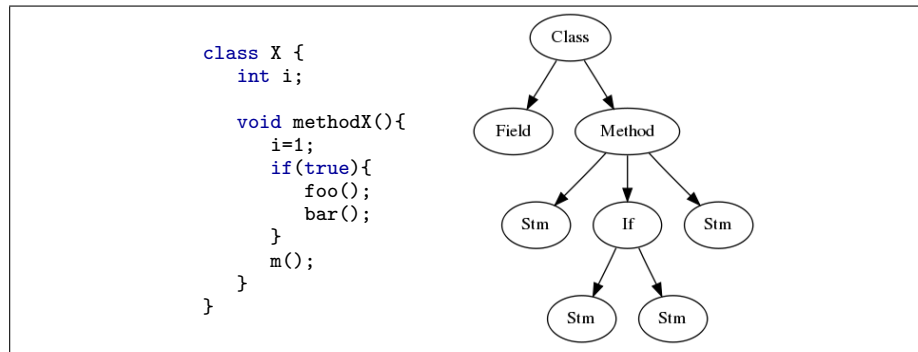 class X {
int i;
void methodX(){
i=1;
if(true){
foo();
bar();
}
m();
}
}
Class
Field
Method
Stm
If
Stm
Stm
Stm